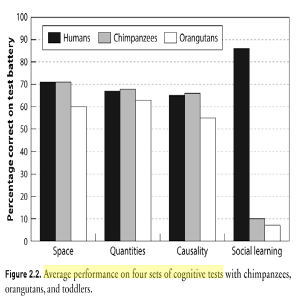 Percentage correct on test battery
100
90
80
70
60
50
40
30
20
10
0
Humans Chimpanzees Orangutans
Space Quantities Causality Social learning
Figure 2.2. Average performance on four sets of cognitive tests with chimpanzees,
orangutans, and toddlers.